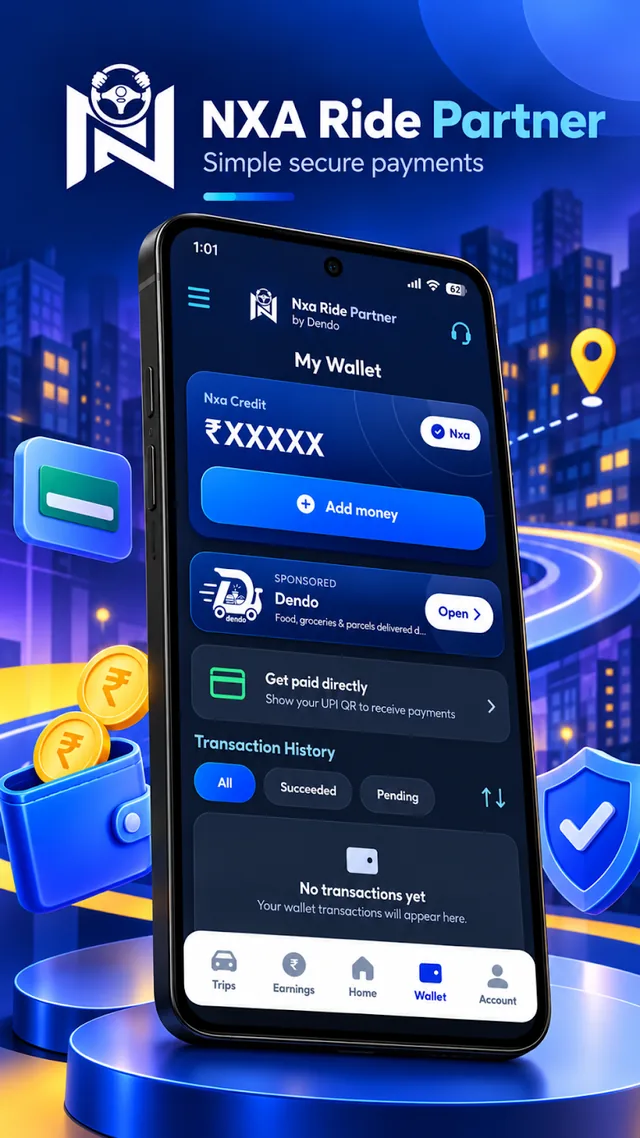 NXA Ride Partner
Simple secure payments
1:01
62
Nxa Ride Partner
by Dendo
My Wallet
Nxa Credit
₹XXXXX
Nxa
Add money
SPONSORED
Dendo
Food, groceries & parcels delivered d...
dendo
Open
Get paid directly
Show your UPI QR to receive payments
Transaction History
All
Succeeded
Pending
No transactions yet
Your wallet transactions will appear here.
Trips
Earnings
Home
Wallet
Account